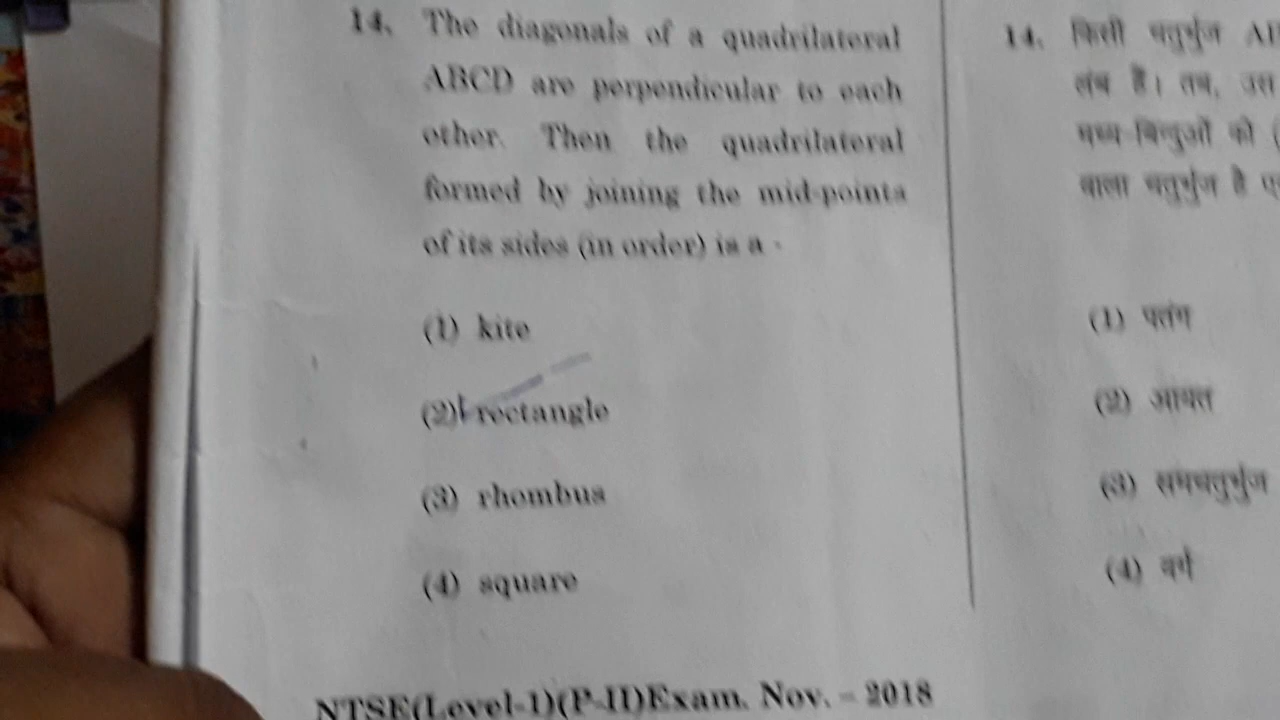 14. The diagonals of a quadrilateral
ABCD are perpendicular to each
other. Then the quadrilateral
formed by joining the mid-points
of its sides (in order) is a -
(1) kite
(2) rectangle
(3) rhombus
(4) square
14. किसी चतुर्भुज
लंब हैं। तब, उस
मध्य-बिन्दुओं को
वाला चतुर्भुज है
(1) पतंग
(2) आयत
(3) समचतुर्भुज
(4) वर्ग
NTSE(Level-1)(P-II)Exam. Nov. - 2018